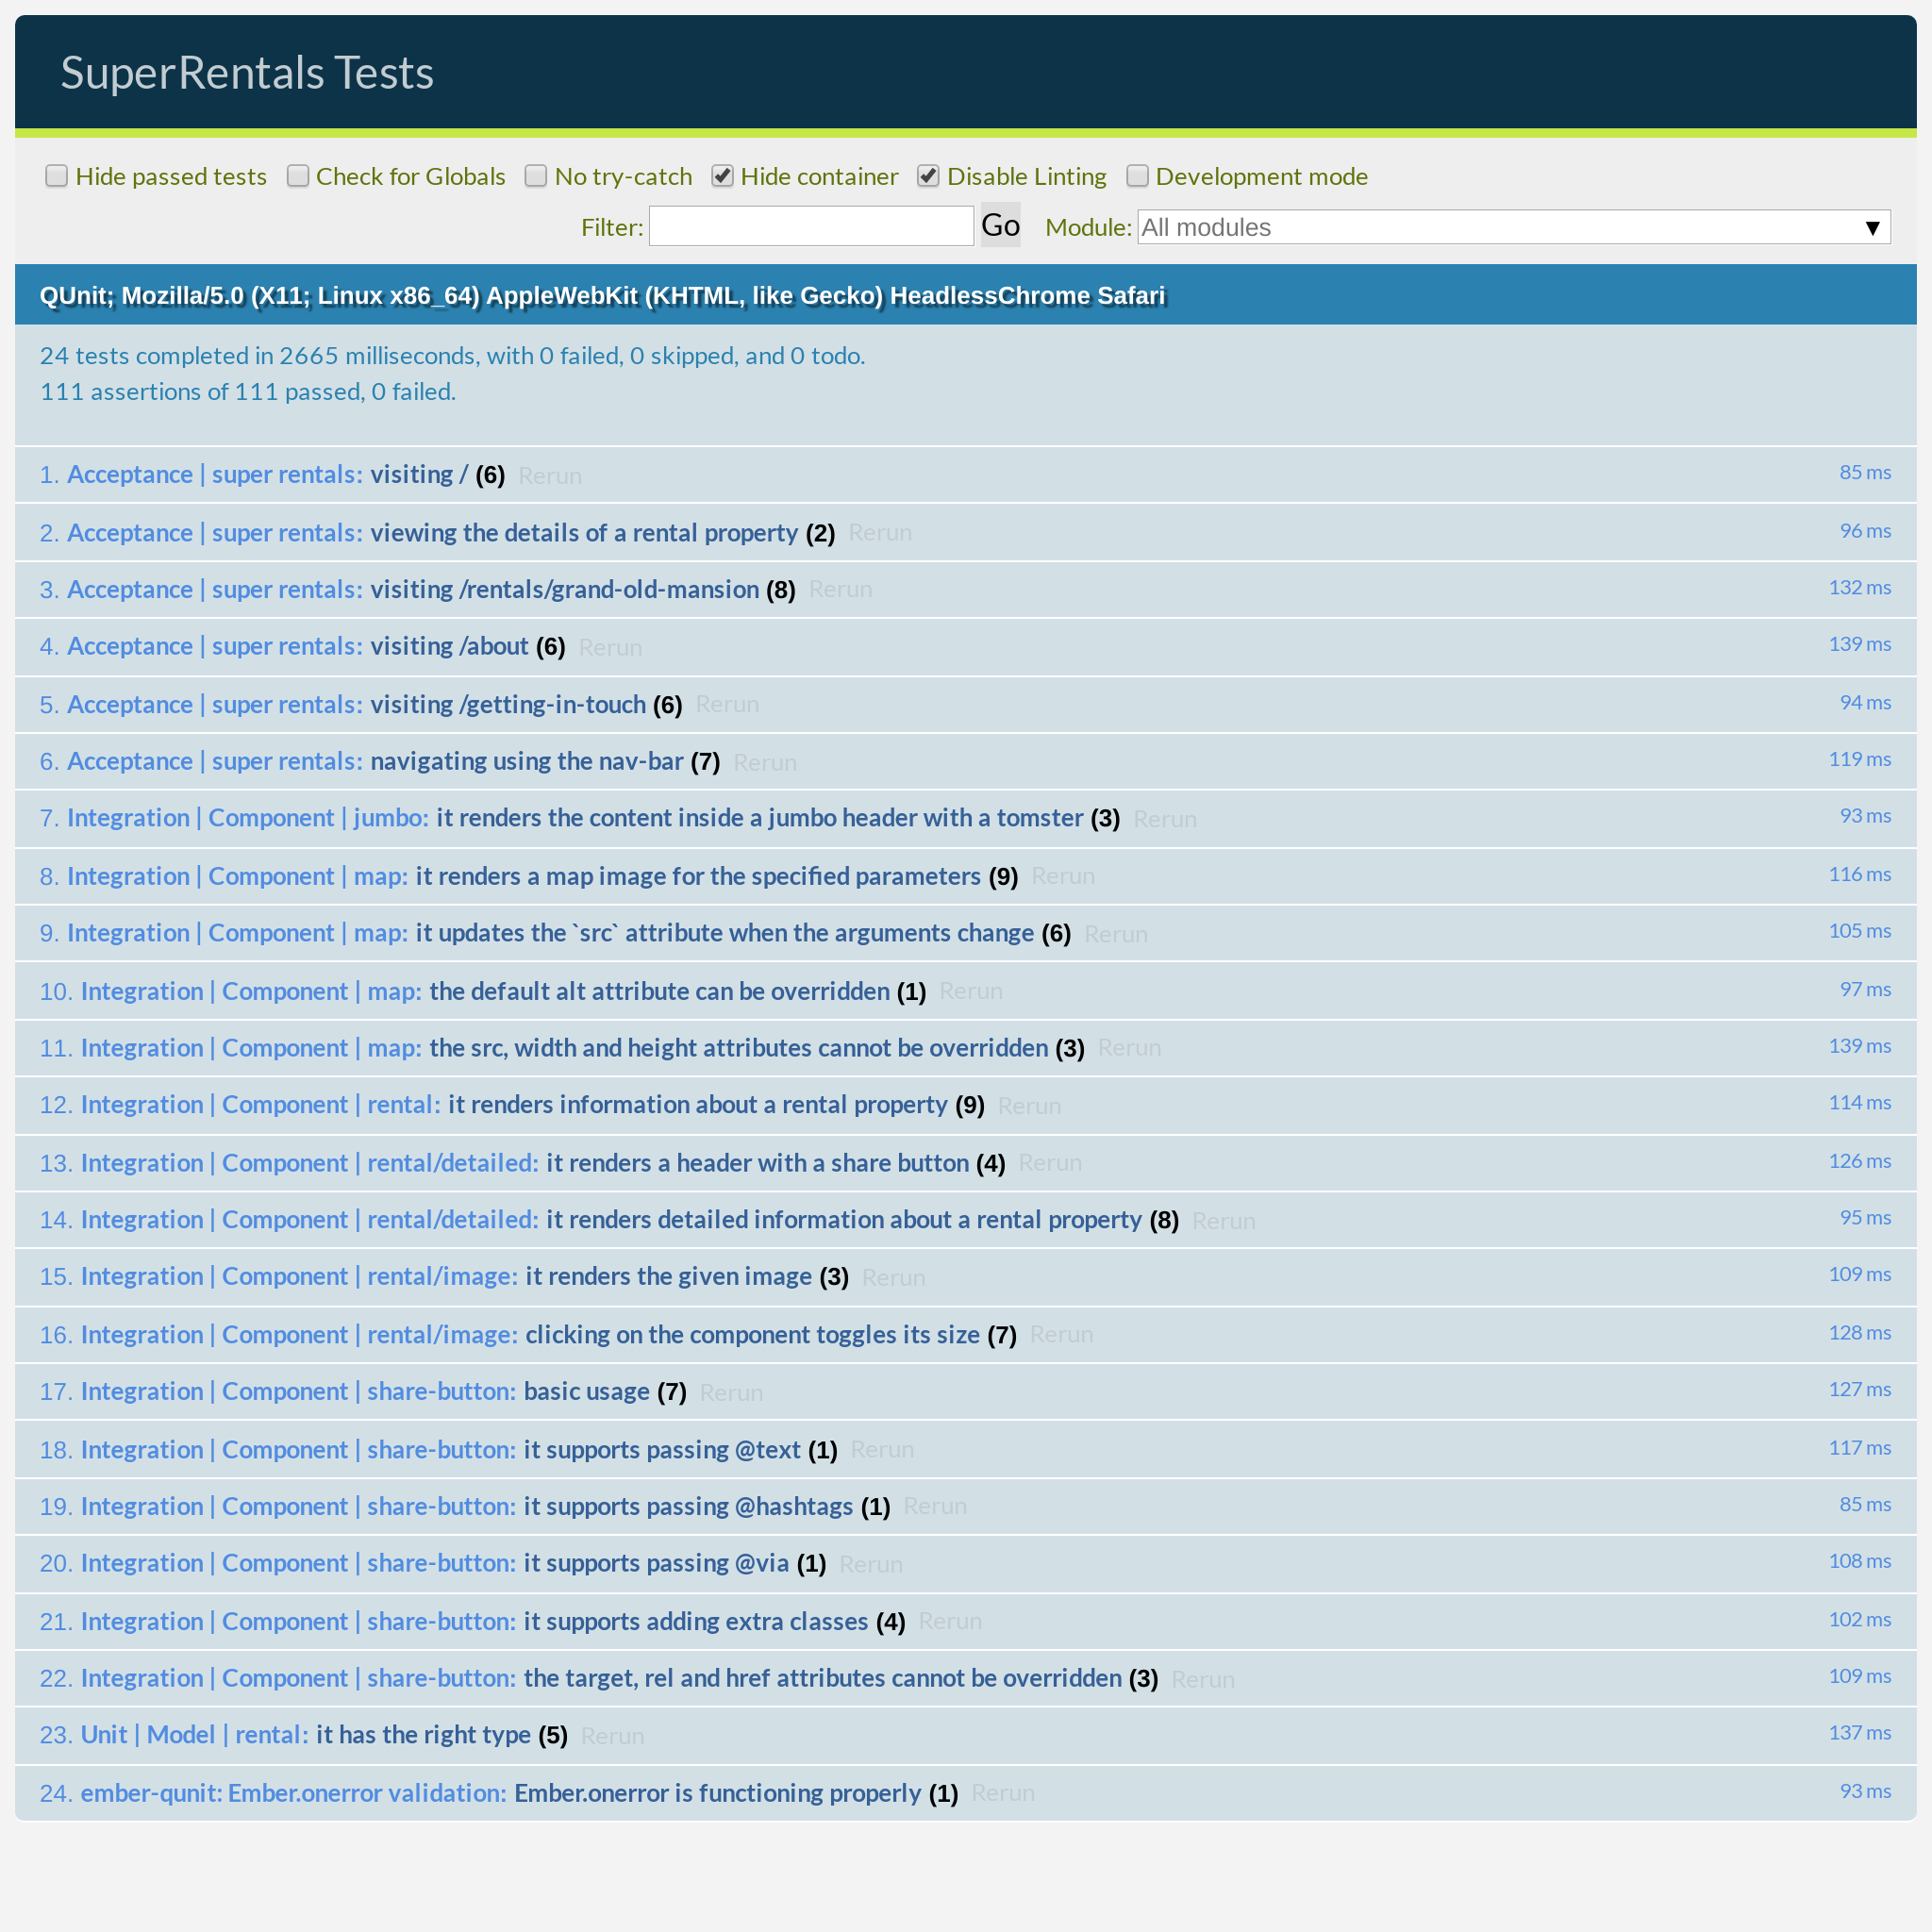 SuperRentals Tests
Hide passed tests Check for Globals No try-catch Hide container Disable Linting Development mode
Filter: Go Module: All modules ▼
QUnit; Mozilla/5.0 (X11; Linux x86_64) AppleWebKit (KHTML, like Gecko) HeadlessChrome Safari
24 tests completed in 2665 milliseconds, with 0 failed, 0 skipped, and 0 todo.
111 assertions of 111 passed, 0 failed.
1. Acceptance | super rentals: visiting / (6) Rerun 85 ms
2. Acceptance | super rentals: viewing the details of a rental property (2) Rerun 96 ms
3. Acceptance | super rentals: visiting /rentals/grand-old-mansion (8) Rerun 132 ms
4. Acceptance | super rentals: visiting /about (6) Rerun 139 ms
5. Acceptance | super rentals: visiting /getting-in-touch (6) Rerun 94 ms
6. Acceptance | super rentals: navigating using the nav-bar (7) Rerun 119 ms
7. Integration | Component | jumbo: it renders the content inside a jumbo header with a tomster (3) Rerun 93 ms
8. Integration | Component | map: it renders a map image for the specified parameters (9) Rerun 116 ms
9. Integration | Component | map: it updates the `src` attribute when the arguments change (6) Rerun 105 ms
10. Integration | Component | map: the default alt attribute can be overridden (1) Rerun 97 ms
11. Integration | Component | map: the src, width and height attributes cannot be overridden (3) Rerun 139 ms
12. Integration | Component | rental: it renders information about a rental property (9) Rerun 114 ms
13. Integration | Component | rental/detailed: it renders a header with a share button (4) Rerun 126 ms
14. Integration | Component | rental/detailed: it renders detailed information about a rental property (8) Rerun 95 ms
15. Integration | Component | rental/image: it renders the given image (3) Rerun 109 ms
16. Integration | Component | rental/image: clicking on the component toggles its size (7) Rerun 128 ms
17. Integration | Component | share-button: basic usage (7) Rerun 127 ms
18. Integration | Component | share-button: it supports passing @text (1) Rerun 117 ms
19. Integration | Component | share-button: it supports passing @hashtags (1) Rerun 85 ms
20. Integration | Component | share-button: it supports passing @via (1) Rerun 108 ms
21. Integration | Component | share-button: it supports adding extra classes (4) Rerun 102 ms
22. Integration | Component | share-button: the target, rel and href attributes cannot be overridden (3) Rerun 109 ms
23. Unit | Model | rental: it has the right type (5) Rerun 137 ms
24. ember-qunit: Ember.onerror validation: Ember.onerror is functioning properly (1) Rerun 93 ms